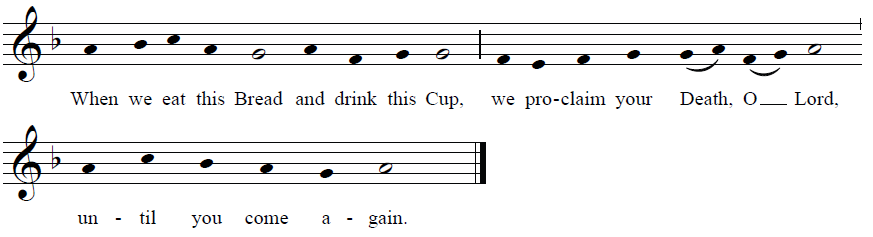 When we eat this Bread and drink this Cup, we pro-claim your Death, O Lord,
un - til you come a - gain.